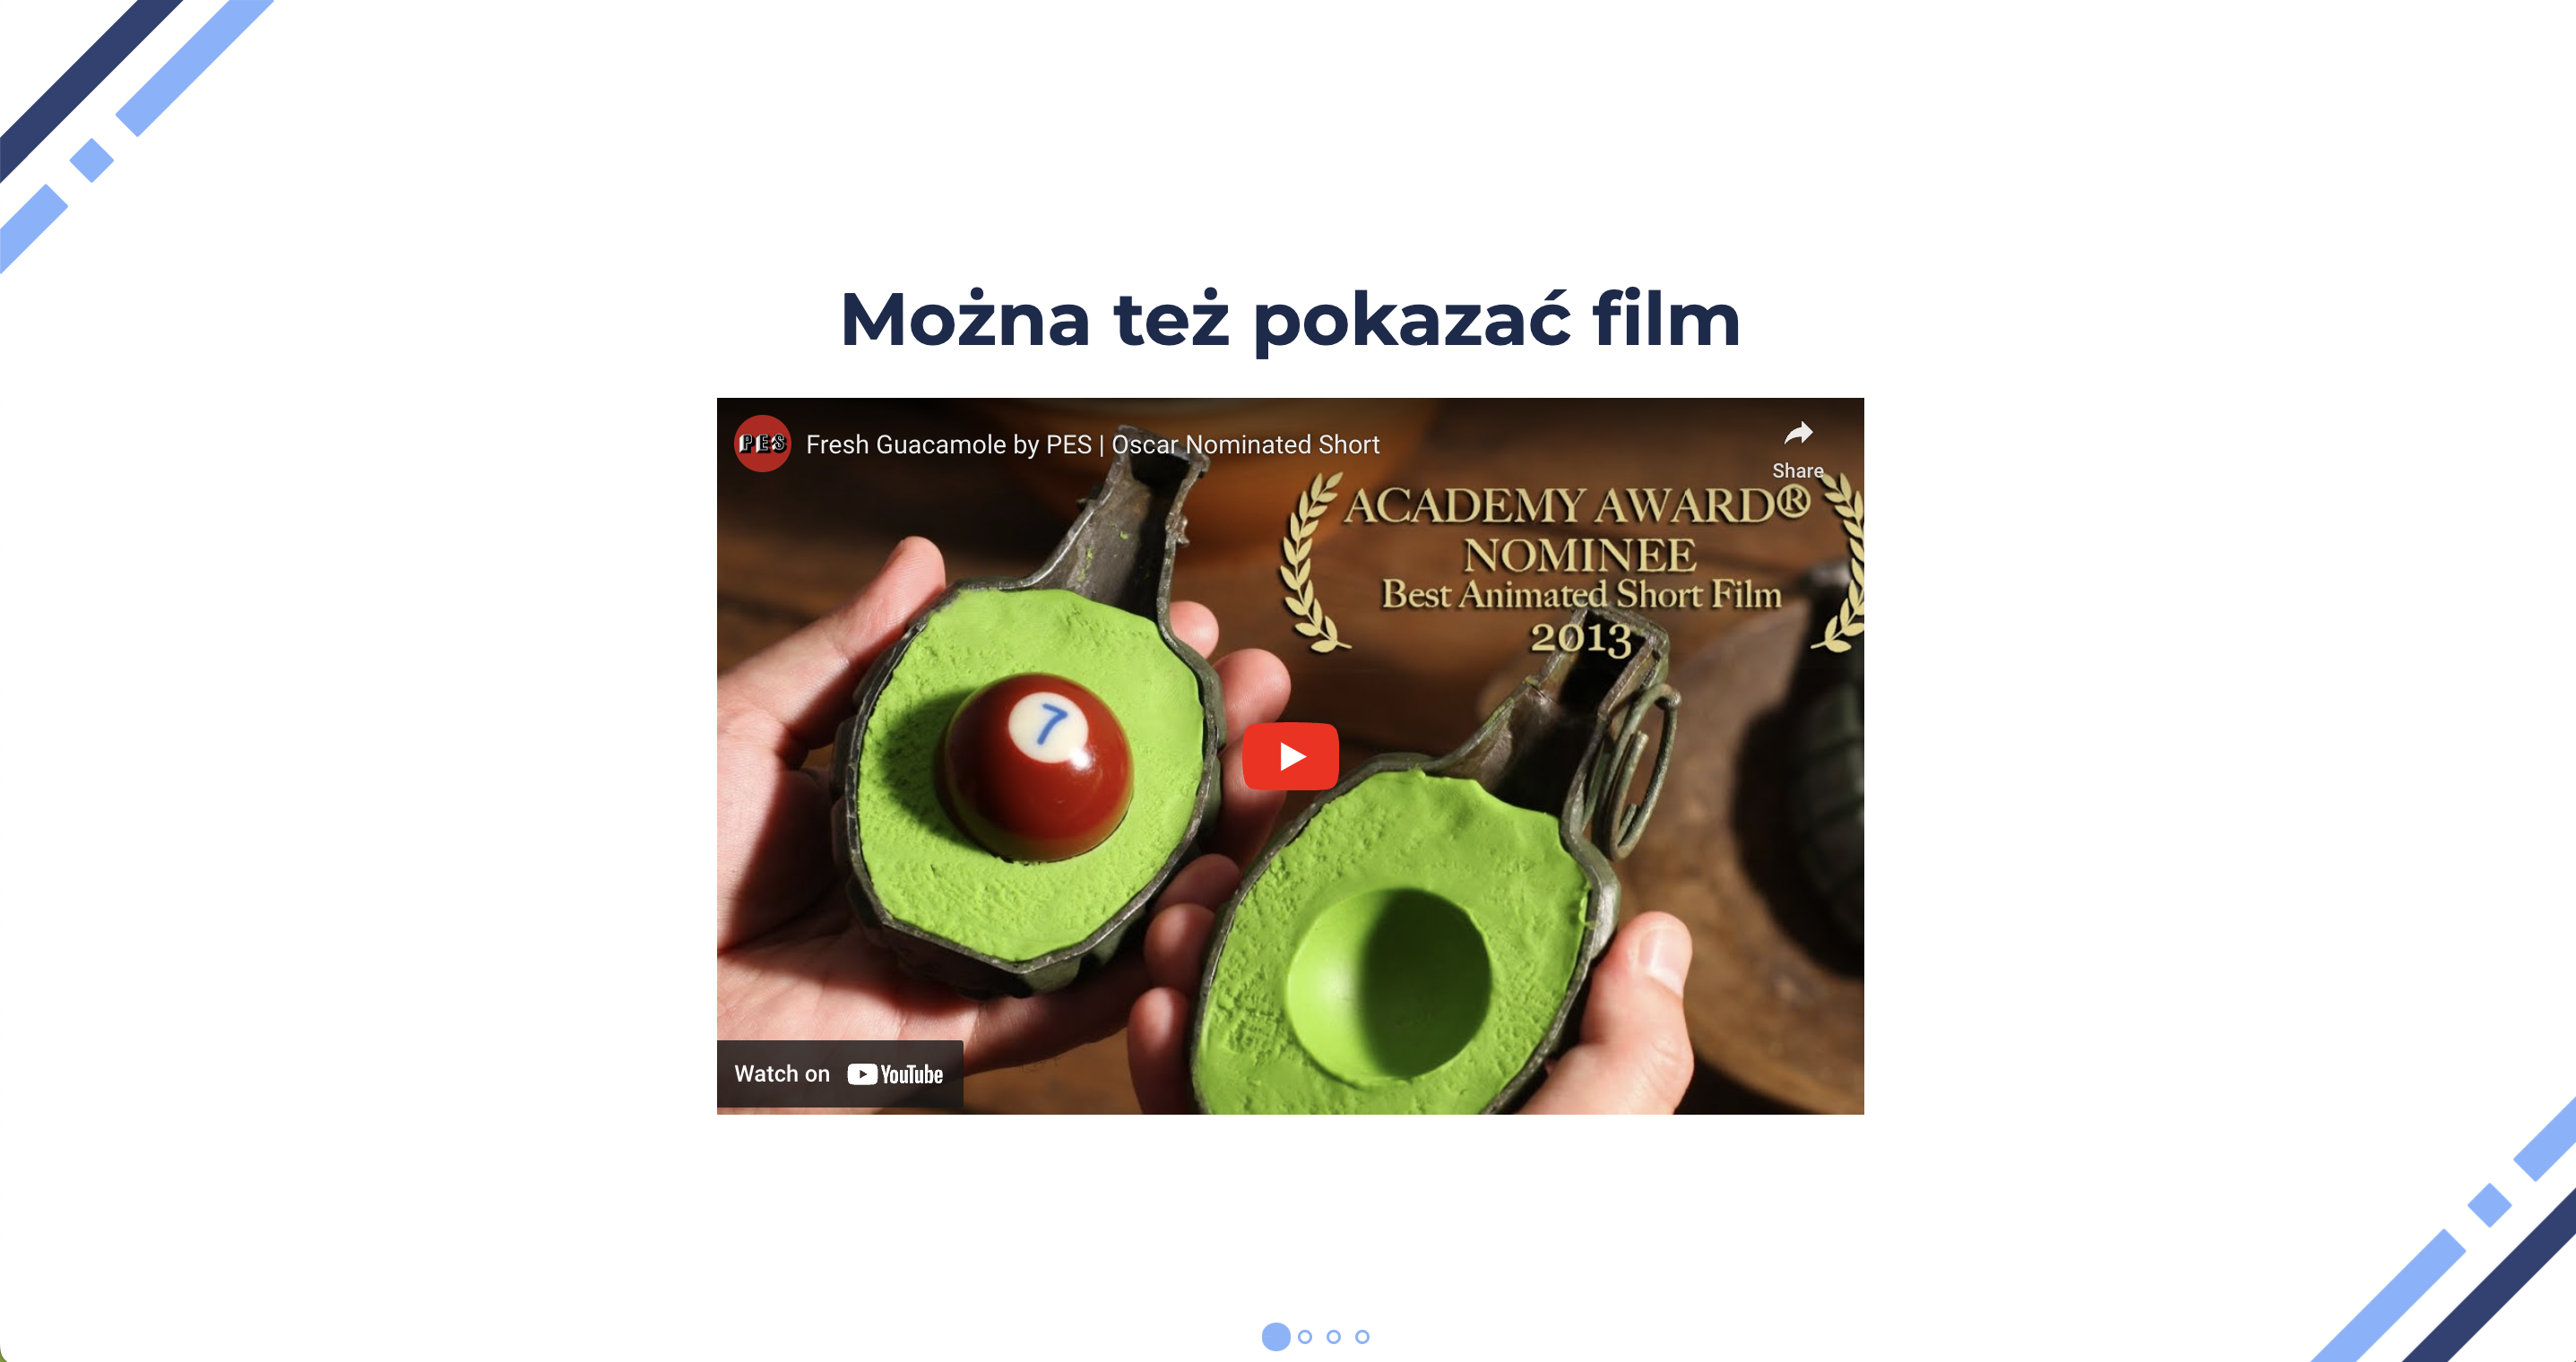 Można też pokazać film
PES
Fresh Guacamole by PES | Oscar Nominated Short
Share
ACADEMY AWARD®
NOMINEE
Best Animated Short Film
2013
7
Watch on YouTube